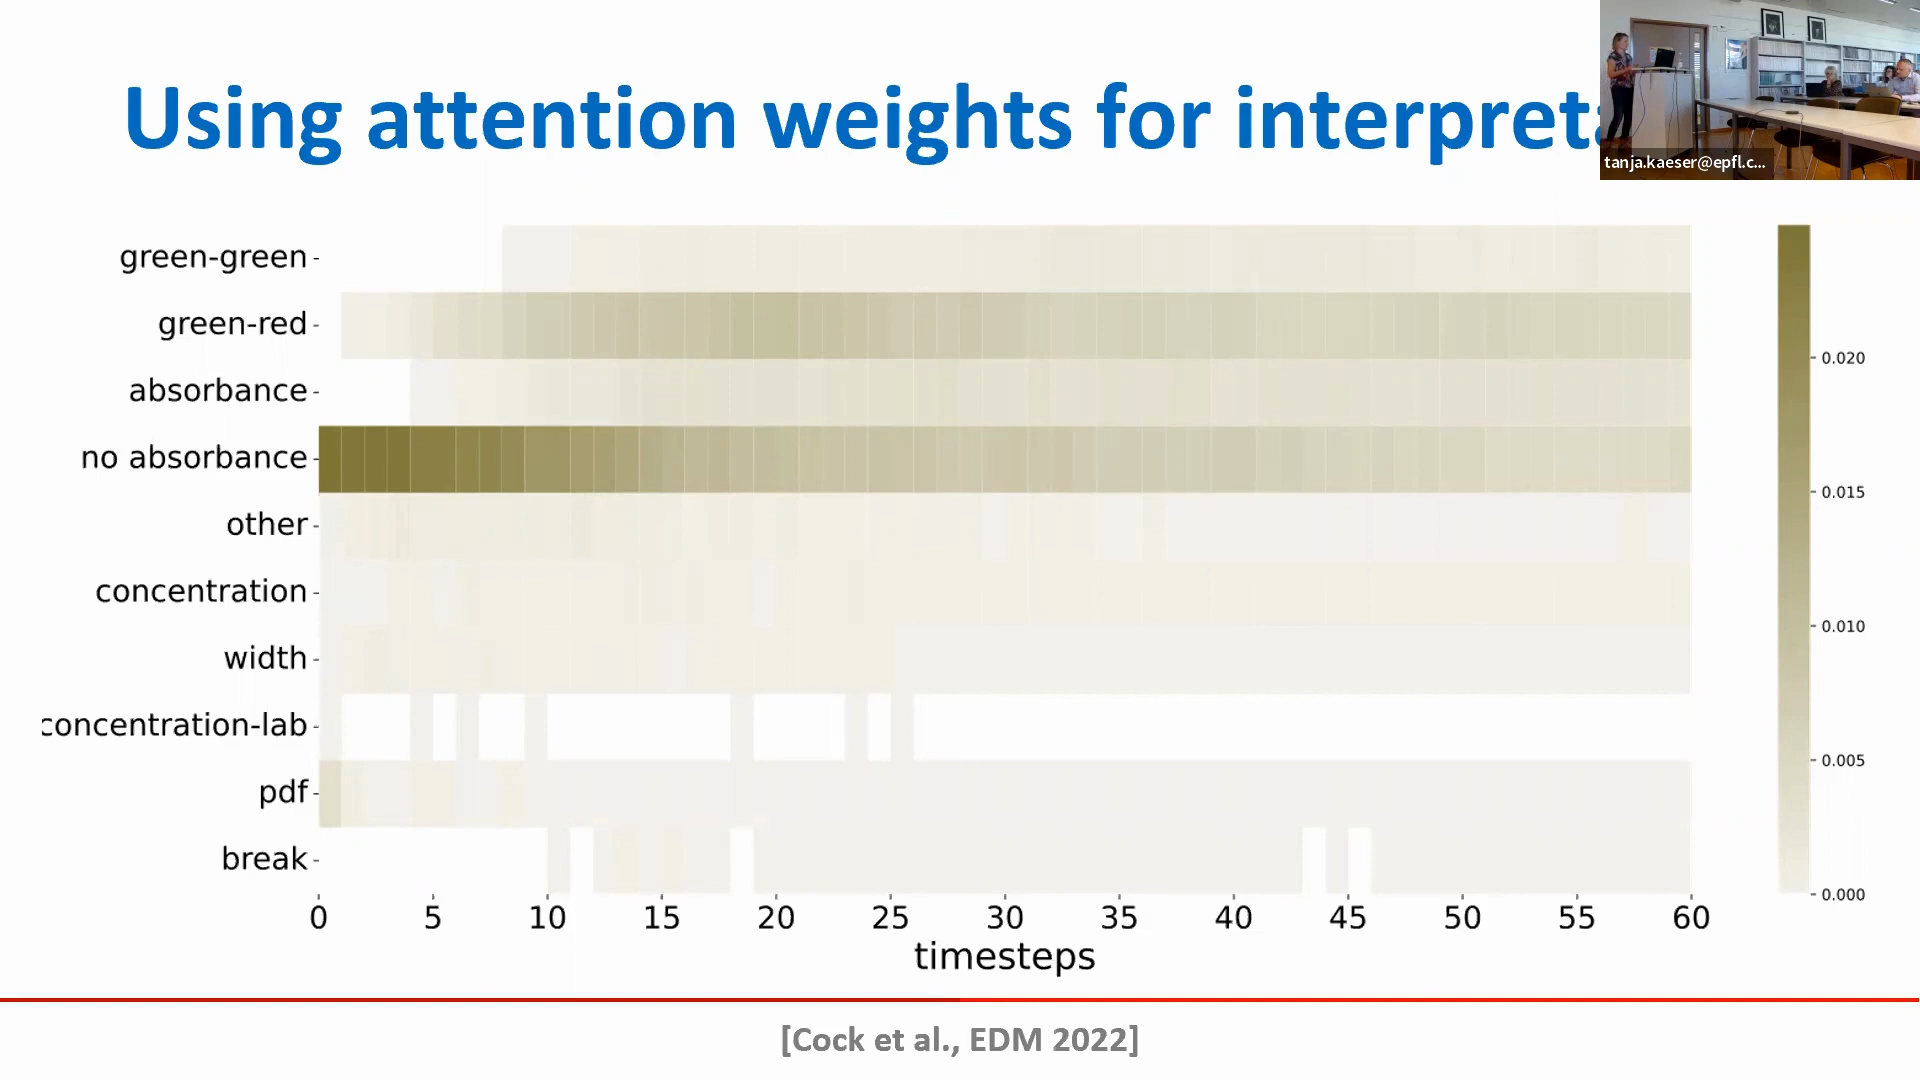 Using attention weights for interpreta
tanja.kaeser@epfl.c...
green-green
green-red
absorbance
no absorbance
other
concentration
width
concentration-lab
pdf
break
0 5 10 15 20 25 30 35 40 45 50 55 60
timesteps
0.020
0.015
0.010
0.005
0.000
[Cock et al., EDM 2022]